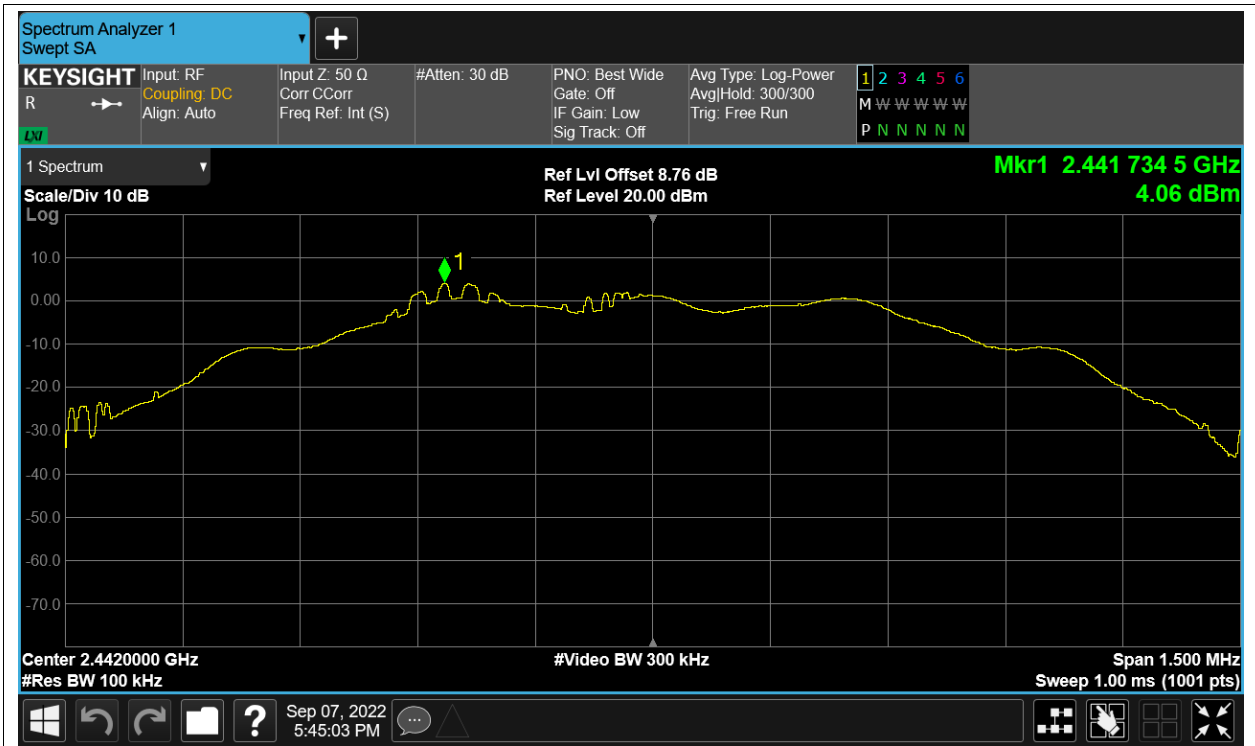 Spectrum Analyzer 1
Swept SA
KEYSIGHT
R
LXI
Input: RF
Coupling: DC
Align: Auto
Input Z: 50 Ω
Corr CCorr
Freq Ref: Int (S)
#Atten: 30 dB
PNO: Best Wide
Gate: Off
IF Gain: Low
Sig Track: Off
Avg Type: Log-Power
Avg|Hold: 300/300
Trig: Free Run
1 2 3 4 5 6
M W W W W W
P N N N N N
1 Spectrum
Scale/Div 10 dB
Ref Lvl Offset 8.76 dB
Ref Level 20.00 dBm
Mkr1 2.441 734 5 GHz
4.06 dBm
Log
1
10.0
0.00
-10.0
-20.0
-30.0
-40.0
-50.0
-60.0
-70.0
Center 2.4420000 GHz
#Res BW 100 kHz
#Video BW 300 kHz
Span 1.500 MHz
Sweep 1.00 ms (1001 pts)
?
Sep 07, 2022
5:45:03 PM